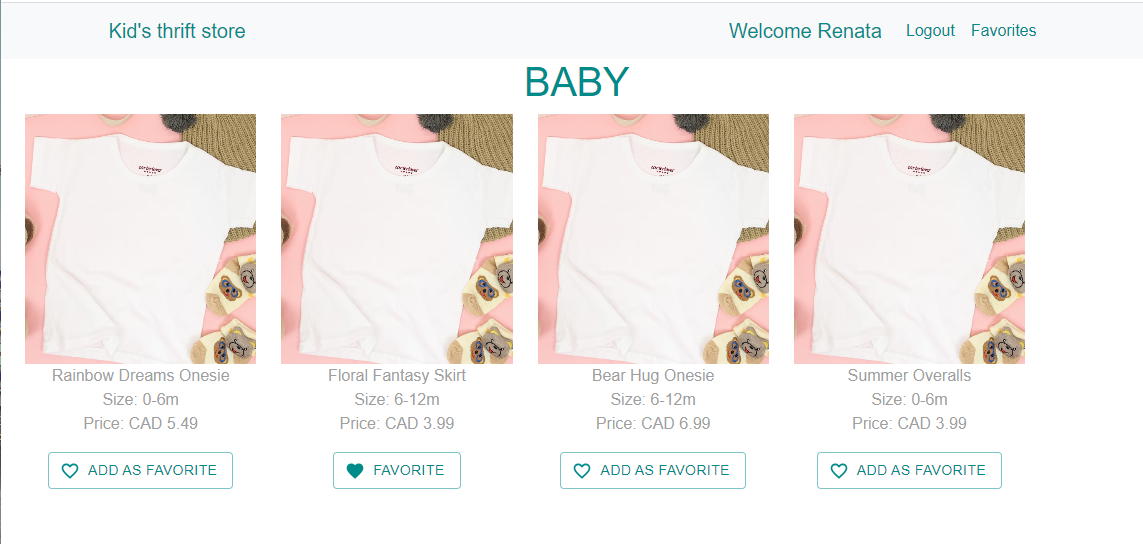 Kid's thrift store
Welcome Renata
Logout
Favorites
BABY
Rainbow Dreams Onesie
Size: 0-6m
Price: CAD 5.49
ADD AS FAVORITE
Floral Fantasy Skirt
Size: 6-12m
Price: CAD 3.99
FAVORITE
Bear Hug Onesie
Size: 6-12m
Price: CAD 6.99
ADD AS FAVORITE
Summer Overalls
Size: 0-6m
Price: CAD 3.99
ADD AS FAVORITE